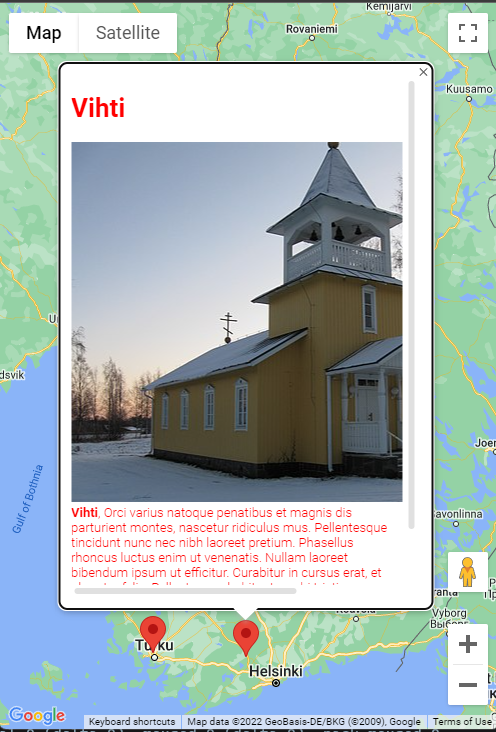 Kemijärvi
Map
Satellite
Rovaniemi
Kuusamo
Vihti
Vihti, Orci varius natoque penatibus et magnis dis
parturient montes, nascetur ridiculus mus. Pellentesque
tincidunt nunc nec nibh laoreet pretium. Phasellus
rhoncus luctus enim ut venenatis. Nullam laoreet
bibendum ipsum ut efficitur. Curabitur in cursus erat, et
dsvik
Gulf of Bothnia
Joen
Savonlinna
Vyborg
Выборг
Turku
Helsinki
Google
Keyboard shortcuts
Map data ©2022 GeoBasis-DE/BKG (©2009), Google
Terms of Use